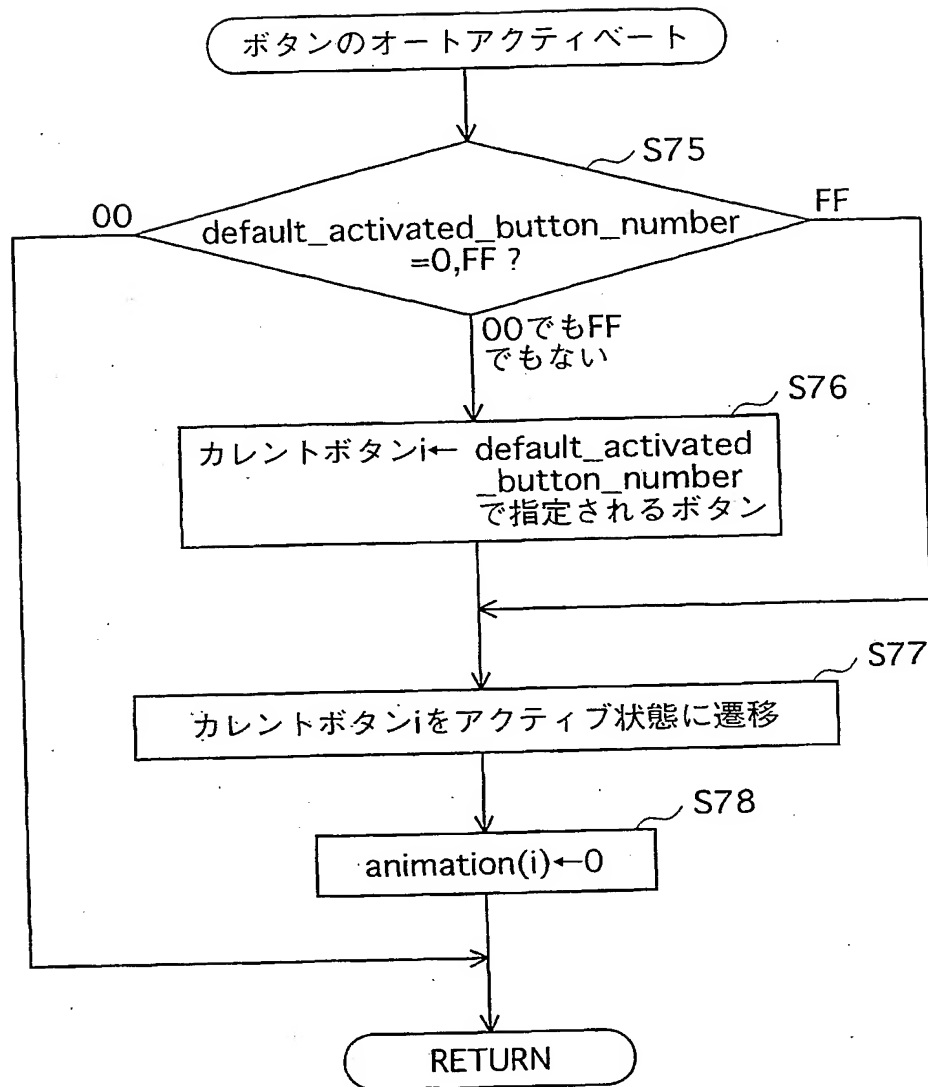 ボタンのオートアクティベート
S75
00
FF
default_activated_button_number
=0,FF ?
00でもFF
でもない
S76
カレントボタンi← default_activated
_button_number
で指定されるボタン
S77
カレントボタンiをアクティブ状態に遷移
S78
animation(i)←0
RETURN